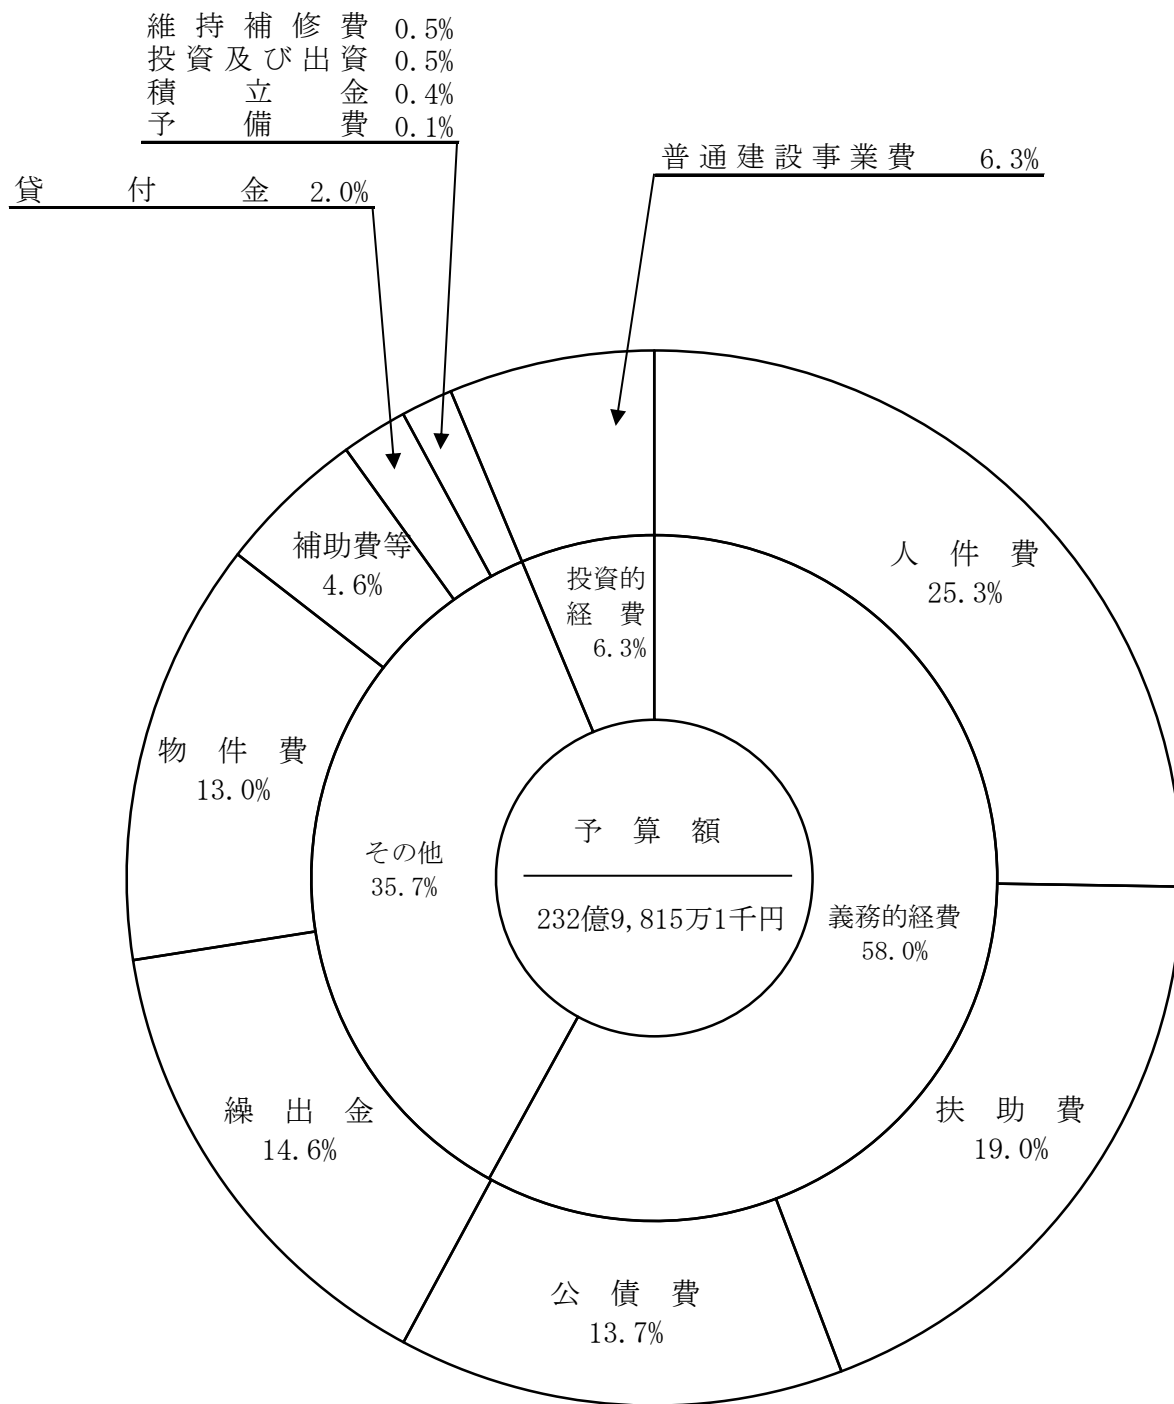 維持補修費 0.5%
投資及び出資 0.5%
積立金 0.4%
予備費 0.1%
普通建設事業費 6.3%
貸付金 2.0%
補助費等
4.6%
投資的
経費
6.3%
人件費
25.3%
物件費
13.0%
その他
35.7%
予算額
232億9,815万1千円
義務的経費
58.0%
繰出金
14.6%
扶助費
19.0%
公債費
13.7%